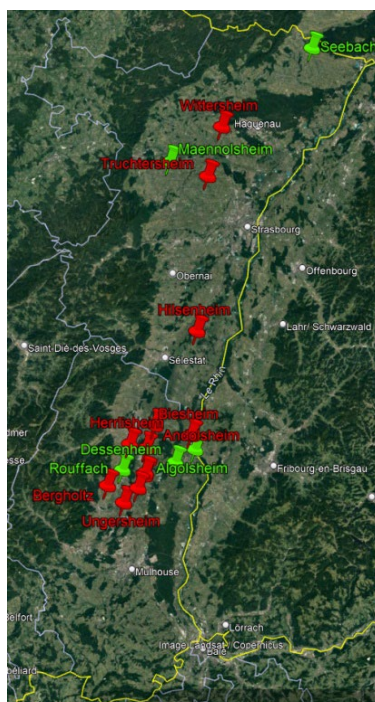 Seebach
Wittersheim
Haguenau
Maennolsheim
Truchtersheim
Strasbourg
Obernai
Offenbourg
Hilsenheim
Lahr/ Schwarzwald
Saint-Dié-des-Vosges
Sélestat
Biesheim
Herrlisheim
Andolsheim
Dessenheim
Rouffach
Algolsheim
Fribourg-en-Brisgau
Bergholtz
Ungersheim
Mulhouse
Lörrach
Belfort
Image Landsat / Copernicus
Bâle
béliard